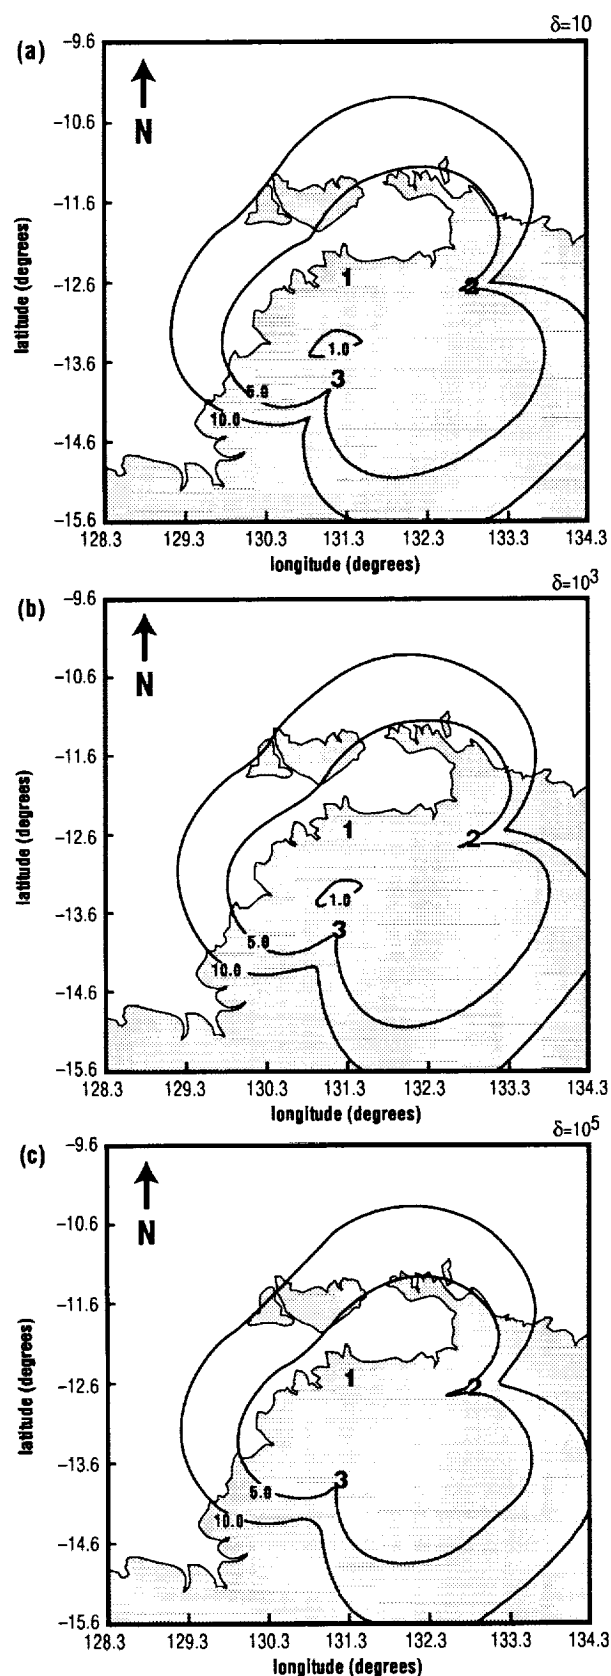 δ=10
(a)
−9.6
−10.6
−11.6
−12.6
−13.6
−14.6
−15.6
N
1
2
1.0
3
5.0
10.0
latitude (degrees)
128.3 129.3 130.3 131.3 132.3 133.3 134.3
longitude (degrees)
δ=10³
(b)
−9.6
−10.6
−11.6
−12.6
−13.6
−14.6
−15.6
N
1
2
1.0
3
5.0
10.0
latitude (degrees)
128.3 129.3 130.3 131.3 132.3 133.3 134.3
longitude (degrees)
δ=10⁵
(c)
−9.6
−10.6
−11.6
−12.6
−13.6
−14.6
−15.6
N
1
2
3
5.0
10.0
latitude (degrees)
128.3 129.3 130.3 131.3 132.3 133.3 134.3
longitude (degrees)